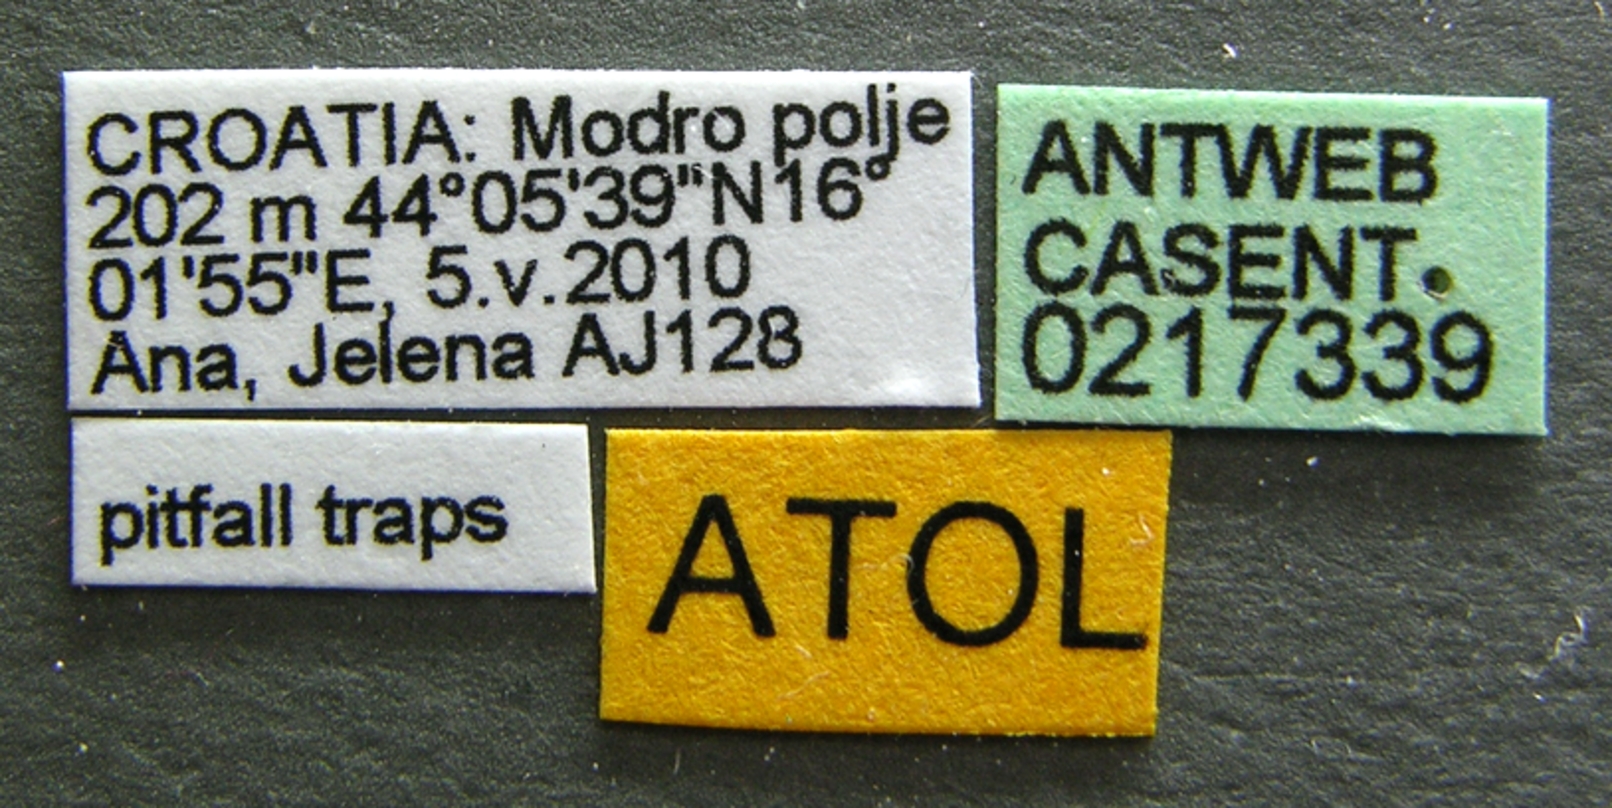 CROATIA: Modro polje
202 m 44°05'39"N16°
01'55"E, 5.v.2010
Ana, Jelena AJ128
ANTWEB
CASENT.
0217339
pitfall traps
ATOL